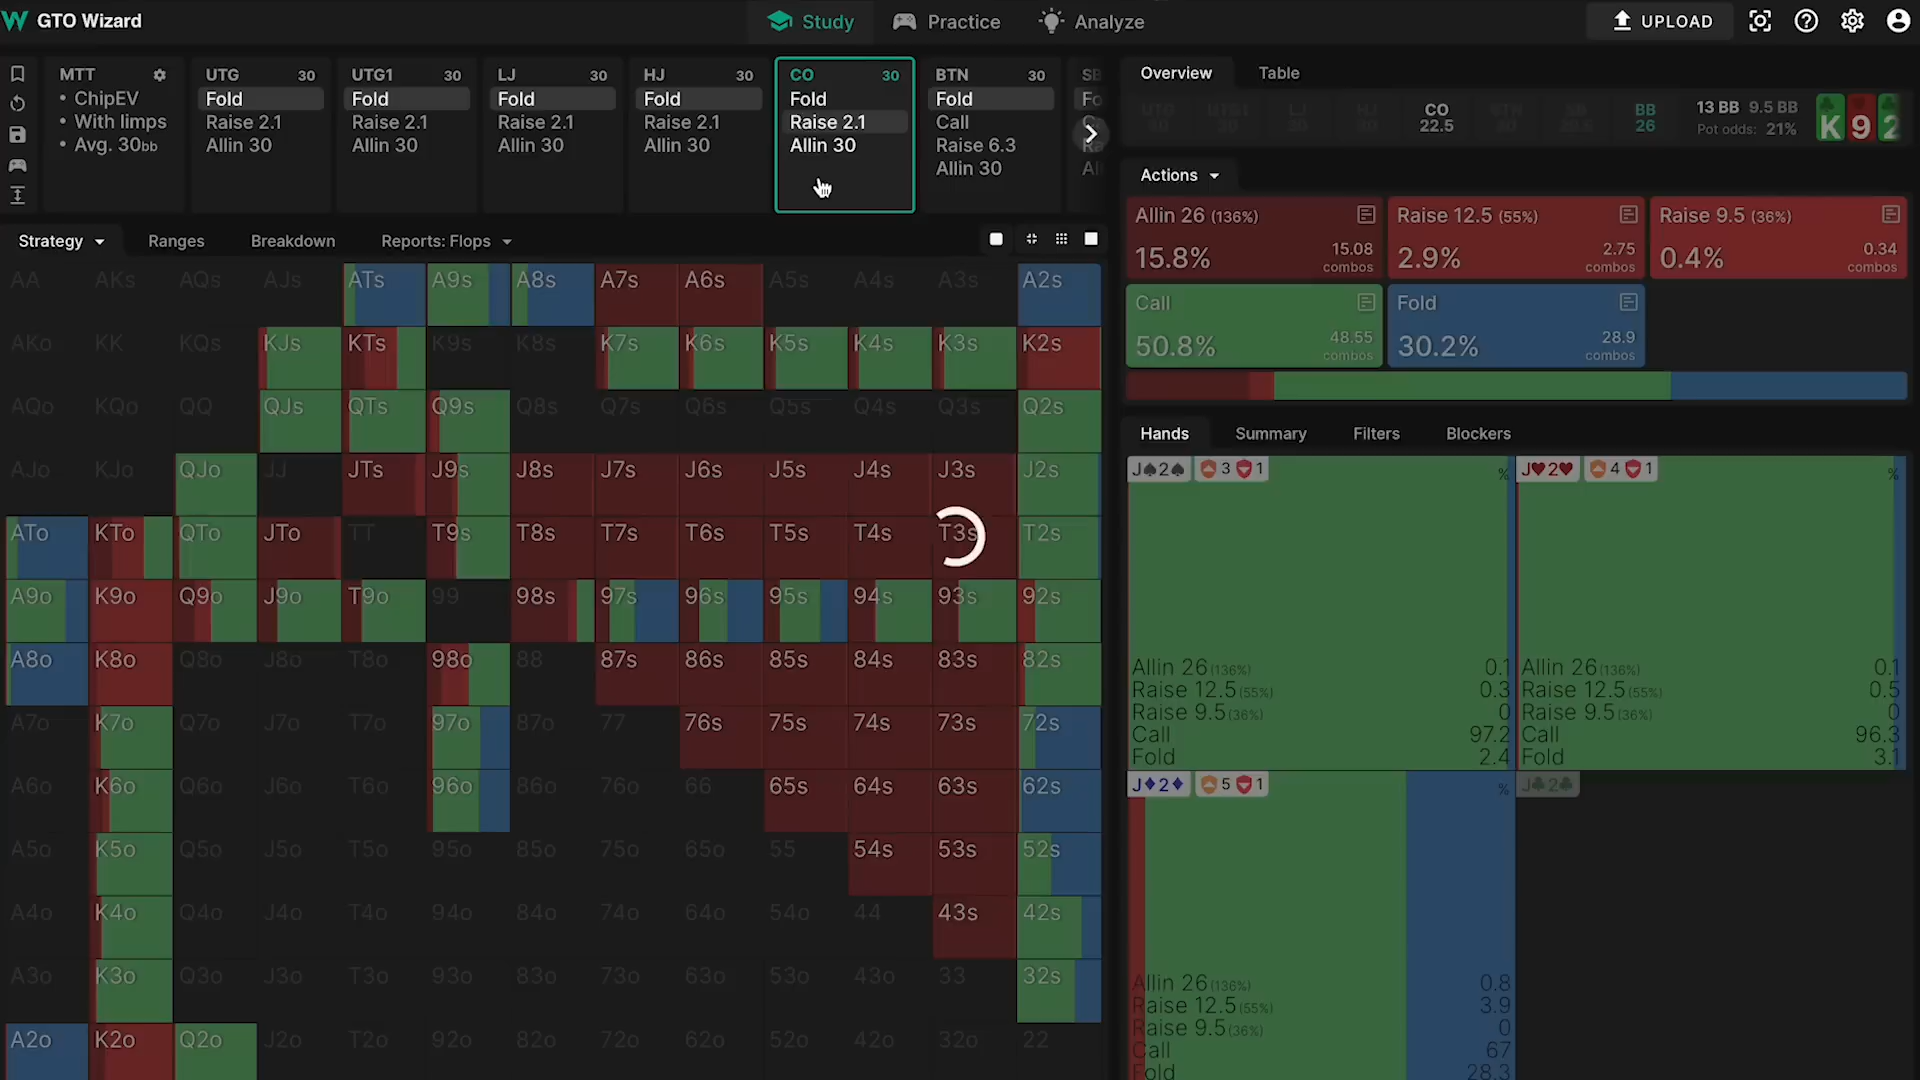 GTO Wizard
Study
Practice
Analyze
UPLOAD
MTT
• ChipEV
• With limps
• Avg. 30bb
UTG 30
Fold
Raise 2.1
Allin 30
UTG1 30
Fold
Raise 2.1
Allin 30
LJ 30
Fold
Raise 2.1
Allin 30
HJ 30
Fold
Raise 2.1
Allin 30
CO 30
Fold
Raise 2.1
Allin 30
BTN 30
Fold
Call
Raise 6.3
Allin 30
SB
Fo
Overview Table
CO
22.5
BB
26
13 BB 9.5 BB
Pot odds: 21%
K 9 2
Strategy Ranges Breakdown Reports: Flops
AA AKs AQs AJs ATs A9s A8s A7s A6s A5s A4s A3s A2s
AKo KK KQs KJs KTs K9s K8s K7s K6s K5s K4s K3s K2s
AQo KQo QQ QJs QTs Q9s Q8s Q7s Q6s Q5s Q4s Q3s Q2s
AJo KJo QJo JJ JTs J9s J8s J7s J6s J5s J4s J3s J2s
ATo KTo QTo JTo TT T9s T8s T7s T6s T5s T4s T3s T2s
A9o K9o Q9o J9o T9o 99 98s 97s 96s 95s 94s 93s 92s
A8o K8o Q8o J8o T8o 98o 88 87s 86s 85s 84s 83s 82s
A7o K7o Q7o J7o T7o 97o 87o 77 76s 75s 74s 73s 72s
A6o K6o Q6o J6o T6o 96o 86o 76o 66 65s 64s 63s 62s
A5o K5o Q5o J5o T5o 95o 85o 75o 65o 55 54s 53s 52s
A4o K4o Q4o J4o T4o 94o 84o 74o 64o 54o 44 43s 42s
A3o K3o Q3o J3o T3o 93o 83o 73o 63o 53o 43o 33 32s
A2o K2o Q2o J2o T2o 92o 82o 72o 62o 52o 42o 32o 22
Actions
Allin 26 (136%)
15.8%
15.08
combos
Raise 12.5 (55%)
2.9%
2.75
combos
Raise 9.5 (36%)
0.4%
0.34
combos
Call
50.8%
48.55
combos
Fold
30.2%
28.9
combos
Hands Summary Filters Blockers
J♠2♠ 3 1 %
Allin 26 (136%) 0.1
Raise 12.5 (55%) 0.3
Raise 9.5 (36%) 0
Call 97.2
Fold 2.4
J♥2♥ 4 1 %
Allin 26 (136%) 0.1
Raise 12.5 (55%) 0.5
Raise 9.5 (36%) 0
Call 96.3
Fold 3.1
J♦2♦ 5 1 %
Allin 26 (136%) 0.8
Raise 12.5 (55%) 3.9
Raise 9.5 (36%) 0
Call 67
Fold 28.3
J♣2♣